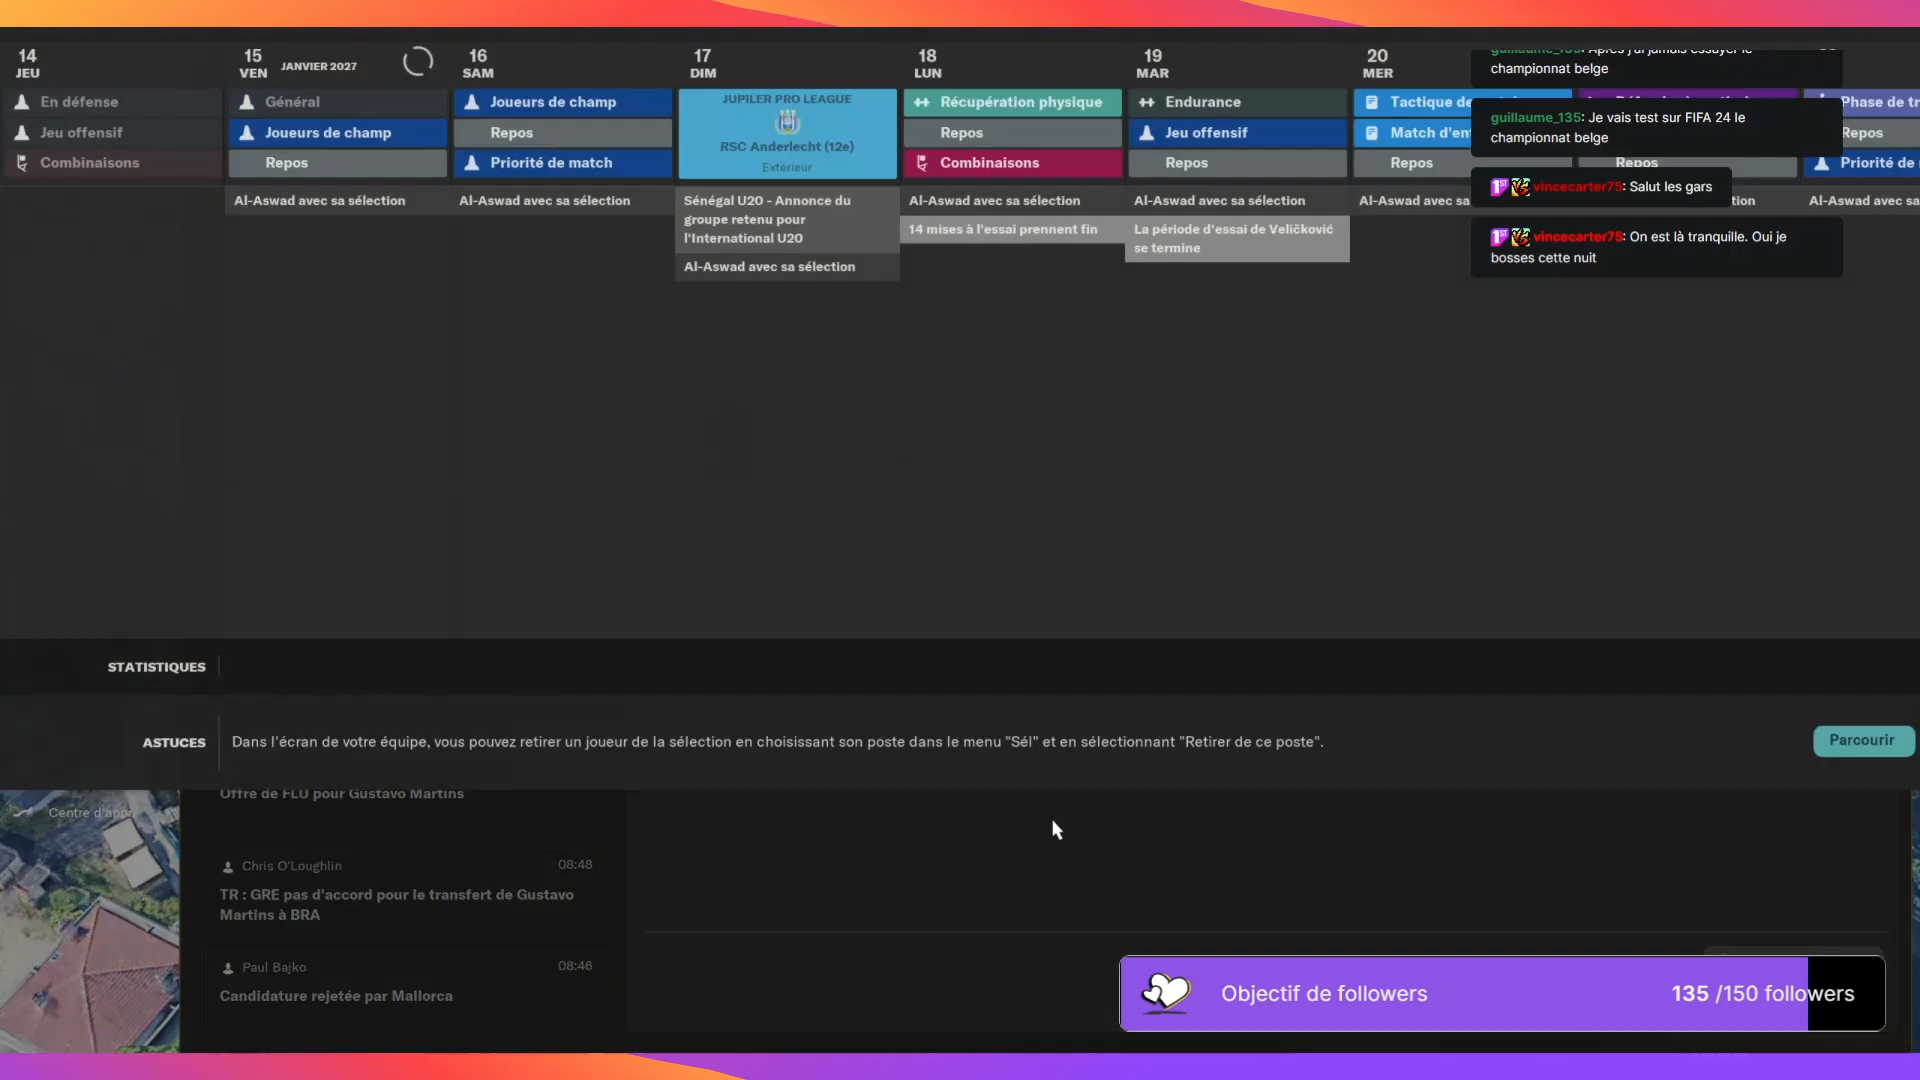 14
JEU
15
VEN
JANVIER 2027
16
SAM
17
DIM
18
LUN
19
MAR
20
MER
En défense
Jeu offensif
Combinaisons
Général
Joueurs de champ
Repos
Al-Aswad avec sa sélection
Joueurs de champ
Repos
Priorité de match
Al-Aswad avec sa sélection
JUPILER PRO LEAGUE
RSC Anderlecht (12e)
Extérieur
Sénégal U20 - Annonce du
groupe retenu pour
l'International U20
Al-Aswad avec sa sélection
Récupération physique
Repos
Combinaisons
Al-Aswad avec sa sélection
14 mises à l'essai prennent fin
Endurance
Jeu offensif
Repos
Al-Aswad avec sa sélection
La période d'essai de Veličković
se termine
Tactique de
Match d'en
Repos
Al-Aswad avec sa
Repos
tion
Phase de tr
Repos
Priorité de
Al-Aswad avec sa
guillaume_135: Après j'ai jamais essayer le
championnat belge
guillaume_135: Je vais test sur FIFA 24 le
championnat belge
1ST vincecarter75: Salut les gars
1ST vincecarter75: On est là tranquille. Oui je
bosses cette nuit
STATISTIQUES
ASTUCES
Dans l'écran de votre équipe, vous pouvez retirer un joueur de la sélection en choisissant son poste dans le menu "Sél" et en sélectionnant "Retirer de ce poste".
Parcourir
Centre d'appr
Offre de FLU pour Gustavo Martins
Chris O'Loughlin
08:48
TR : GRE pas d'accord pour le transfert de Gustavo
Martins à BRA
Paul Bajko
08:46
Candidature rejetée par Mallorca
Objectif de followers
135 /150 followers